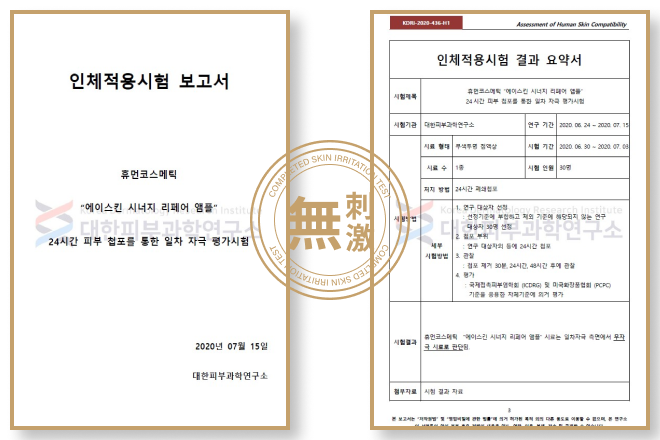 인체적용시험 보고서
휴먼코스메틱
"에이스킨 시너지 리페어 앰플"
24시간 피부 첩포를 통한 일차 자극 평가시험
대한피부과학연구소
2020년 07월 15일
대한피부과학연구소
COMPLETED SKIN IRRITATION TEST
無 刺激
COMPLETED SKIN IRRITATION TEST
KDRI-2020-436-H1
Assessment of Human Skin Compatibility
인체적용시험 결과 요약서
시험제목
휴먼코스메틱 "에이스킨 시너지 리페어 앰플"
24시간 피부 첩포를 통한 일차 자극 평가시험
시험기관 대한피부과학연구소 연구 기간 2020. 06. 24 ~ 2020. 07. 15
시료 형태 무색투명 점액상 시험 기간 2020. 06. 30 ~ 2020. 07. 03
시료 수 1종 시험 인원 30명
처치 방법 24시간 폐쇄첩포
시험방법
세부
시험방법
1. 연구 대상자 선정
: 선정기준에 부합하고 제외 기준에 해당되지 않는 연구
대상자 30명 선정
2. 첩포 부위
: 연구 대상자의 등에 24시간 첩포
3. 관찰
: 첩포 제거 30분, 24시간, 48시간 후에 관찰
4. 평가
: 국제접촉피부염학회 (ICDRG) 및 미국화장품협회 (PCPC)
기준을 응용한 자체기준에 의거 평가
시험결과
휴먼코스메틱 "에이스킨 시너지 리페어 앰플" 시료는 일차자극 측면에서 무자
극 시료로 판단됨.
첨부자료 시험 결과 자료
3